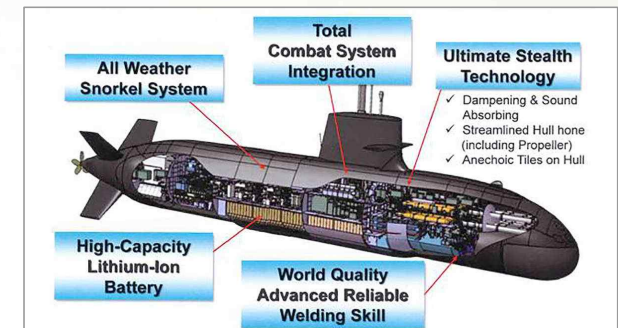 Total
Combat System
Integration
All Weather
Snorkel System
Ultimate Stealth
Technology
✓ Dampening & Sound
Absorbing
✓ Streamlined Hull hone
(including Propeller)
✓ Anechoic Tiles on Hull
High-Capacity
Lithium-Ion
Battery
World Quality
Advanced Reliable
Welding Skill